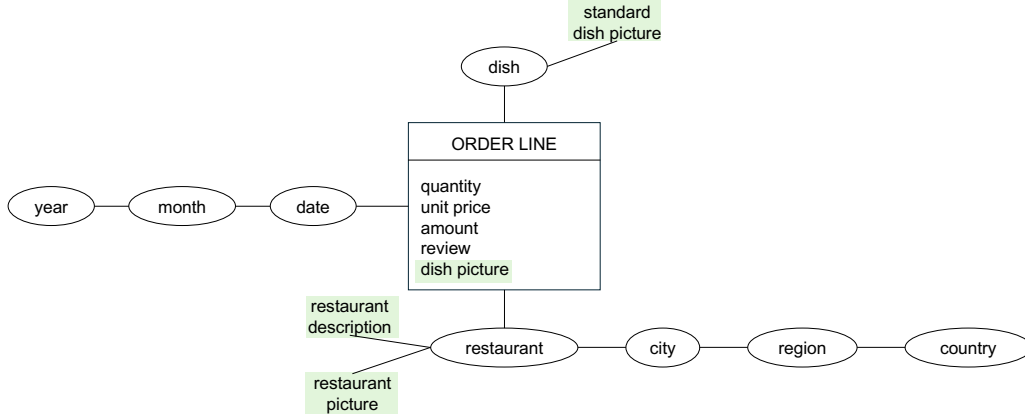 standard
dish picture
dish
ORDER LINE
quantity
unit price
amount
review
dish picture
year
month
date
restaurant
description
restaurant
picture
restaurant
city
region
country